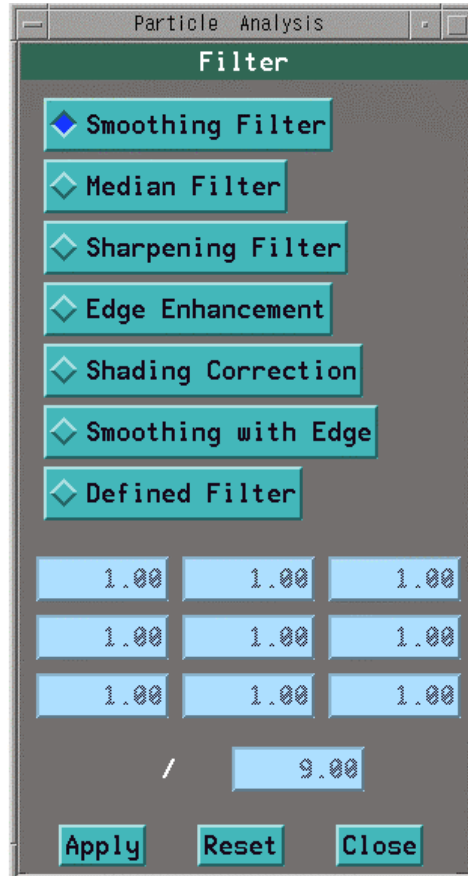 Particle Analysis
Filter
Smoothing Filter
Median Filter
Sharpening Filter
Edge Enhancement
Shading Correction
Smoothing with Edge
Defined Filter
1.00 1.00 1.00
1.00 1.00 1.00
1.00 1.00 1.00
/ 9.00
Apply Reset Close